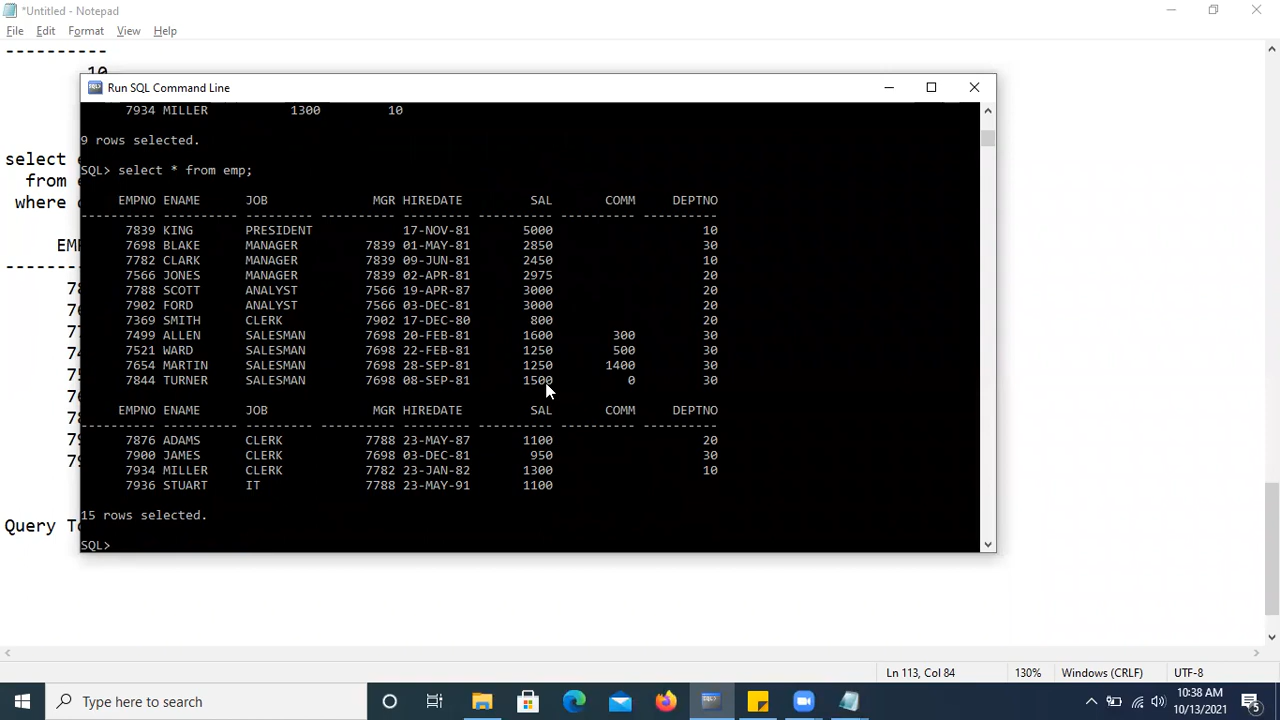 *Untitled - Notepad
File Edit Format View Help
----------
10
Run SQL Command Line
7934 MILLER 1300 10
9 rows selected.
select
from
where
SQL> select * from emp;
EMPNO ENAME JOB MGR HIREDATE SAL COMM DEPTNO
---------- ---------- --------- ---------- --------- ---------- ---------- ----------
7839 KING PRESIDENT 17-NOV-81 5000 10
7698 BLAKE MANAGER 7839 01-MAY-81 2850 30
7782 CLARK MANAGER 7839 09-JUN-81 2450 10
7566 JONES MANAGER 7839 02-APR-81 2975 20
7788 SCOTT ANALYST 7566 19-APR-87 3000 20
7902 FORD ANALYST 7566 03-DEC-81 3000 20
7369 SMITH CLERK 7902 17-DEC-80 800 20
7499 ALLEN SALESMAN 7698 20-FEB-81 1600 300 30
7521 WARD SALESMAN 7698 22-FEB-81 1250 500 30
7654 MARTIN SALESMAN 7698 28-SEP-81 1250 1400 30
7844 TURNER SALESMAN 7698 08-SEP-81 1500 0 30
EMPNO ENAME JOB MGR HIREDATE SAL COMM DEPTNO
---------- ---------- --------- ---------- --------- ---------- ---------- ----------
7876 ADAMS CLERK 7788 23-MAY-87 1100 20
7900 JAMES CLERK 7698 03-DEC-81 950 30
7934 MILLER CLERK 7782 23-JAN-82 1300 10
7936 STUART IT 7788 23-MAY-91 1100
15 rows selected.
SQL>
Query
Ln 113, Col 84 130% Windows (CRLF) UTF-8
Type here to search
10:38 AM
10/13/2021
5